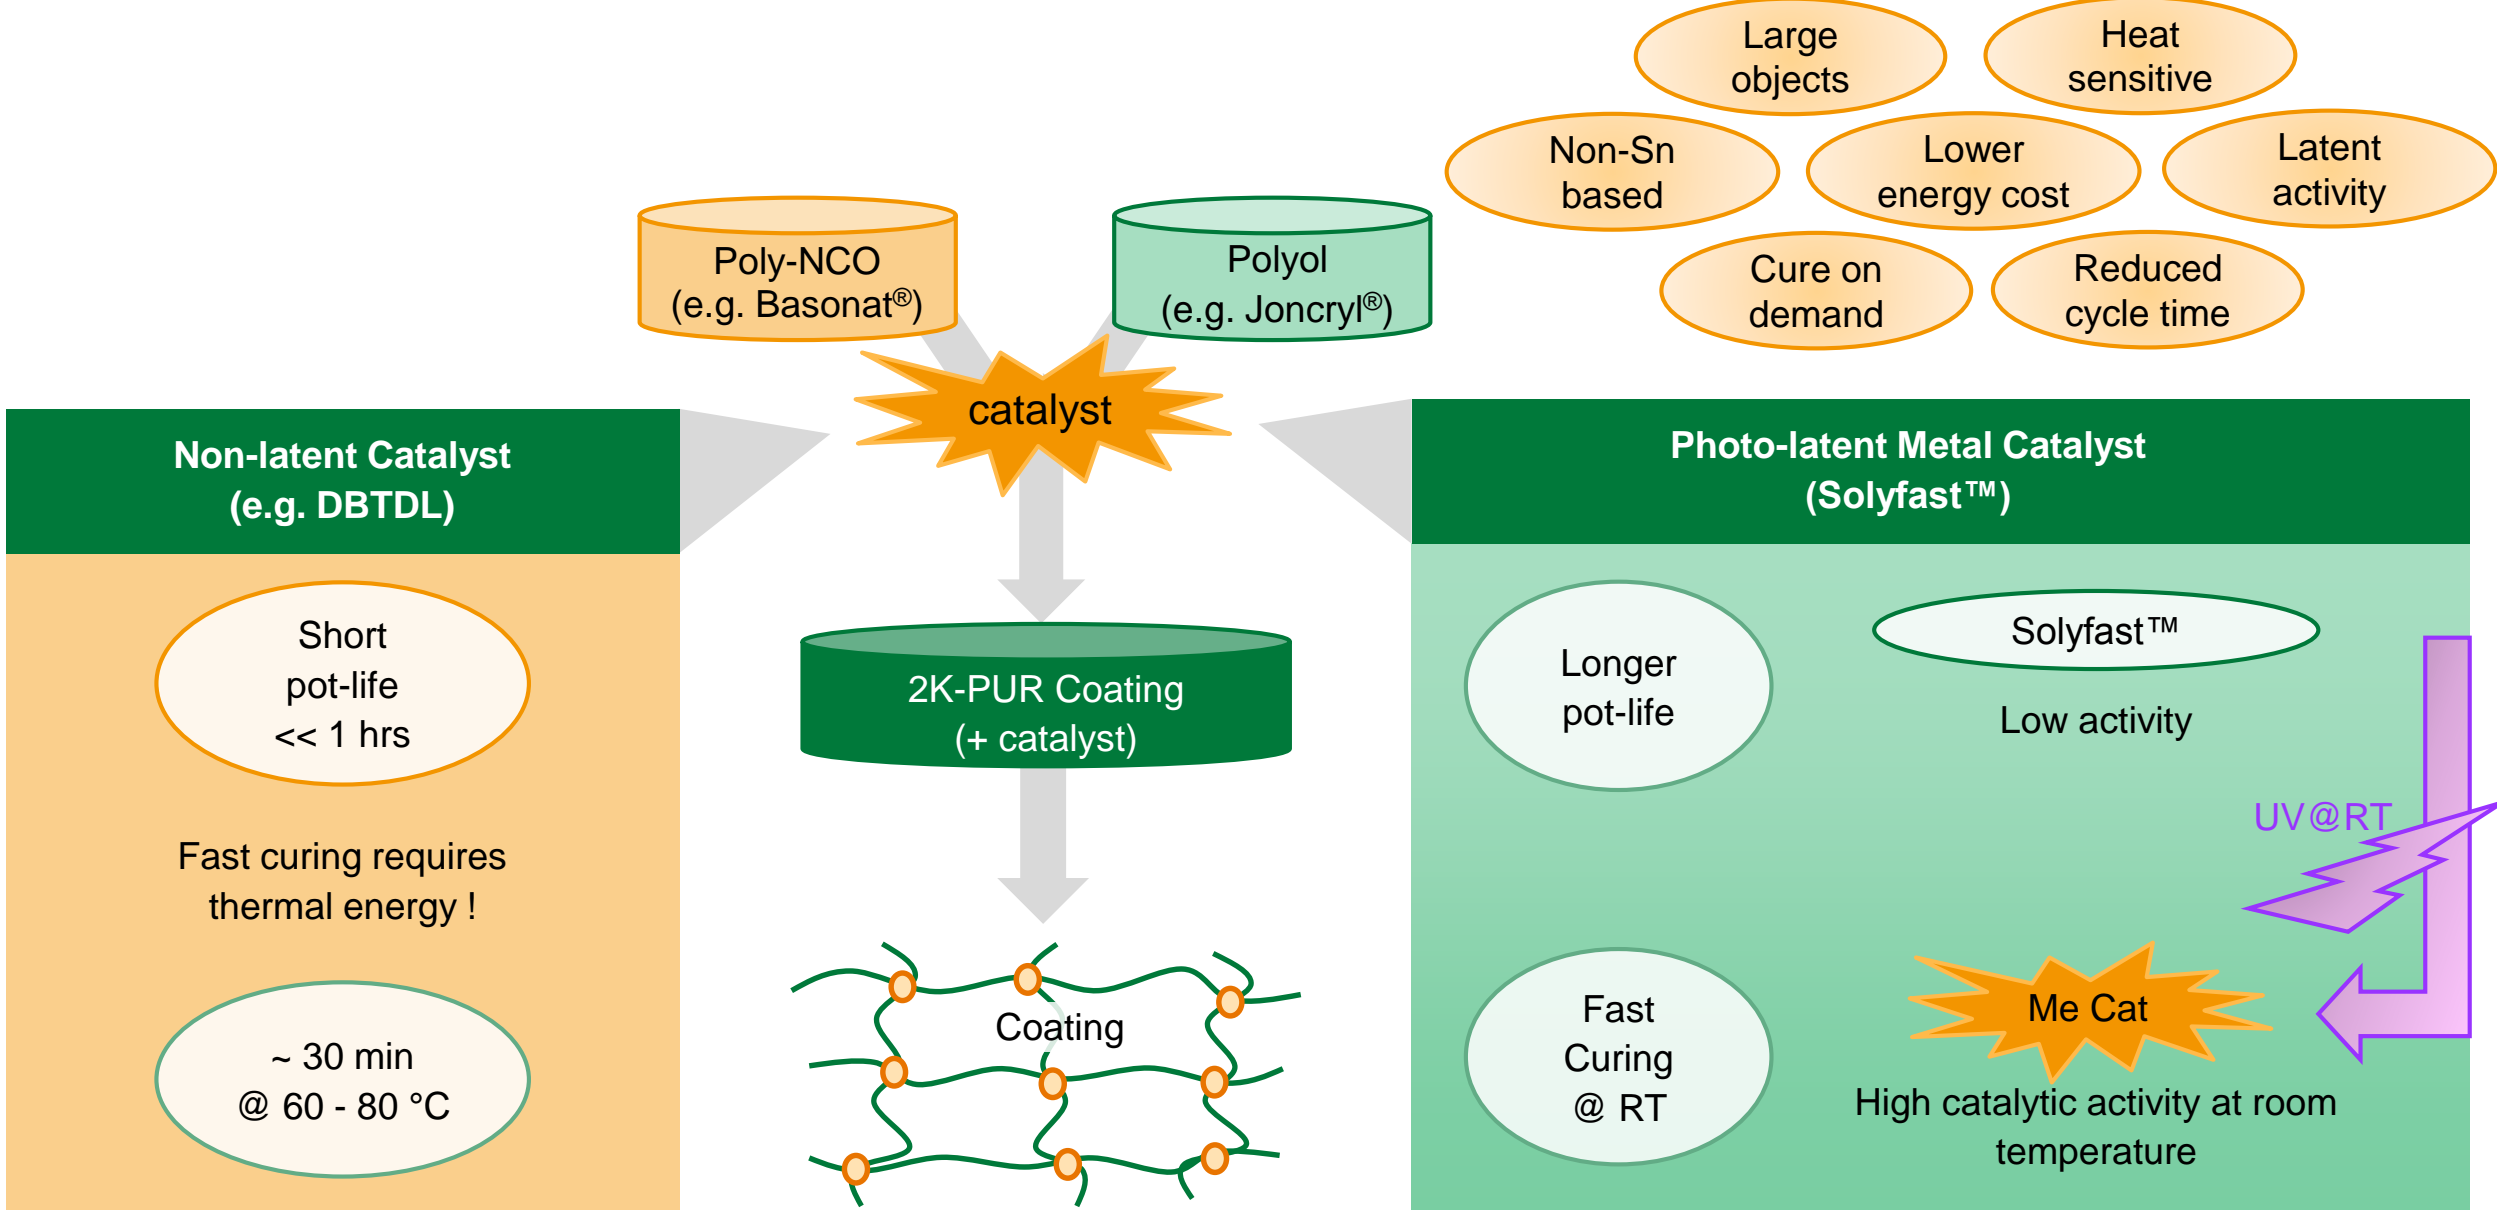 Large
objects
Heat
sensitive
Non-Sn
based
Lower
energy cost
Latent
activity
Cure on
demand
Reduced
cycle time
Poly-NCO
(e.g. Basonat®)
Polyol
(e.g. Joncryl®)
catalyst
Non-latent Catalyst
(e.g. DBTDL)
Short
pot-life
<< 1 hrs
Fast curing requires
thermal energy !
~ 30 min
@ 60 - 80 °C
2K-PUR Coating
(+ catalyst)
Coating
Photo-latent Metal Catalyst
(Solyfast™)
Longer
pot-life
Solyfast™
Low activity
UV@RT
Fast
Curing
@ RT
Me Cat
High catalytic activity at room
temperature